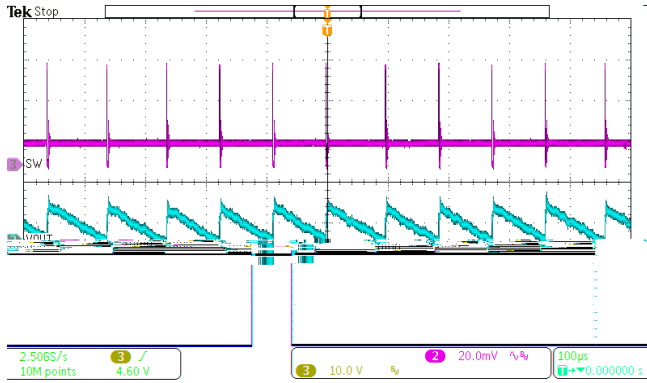 Tek Stop
T
T
3 SW
VOUT
2.50GS/s
10M points
3
4.60 V
2 20.0mV
3 10.0 V
100µs
T→▼0.000000 s